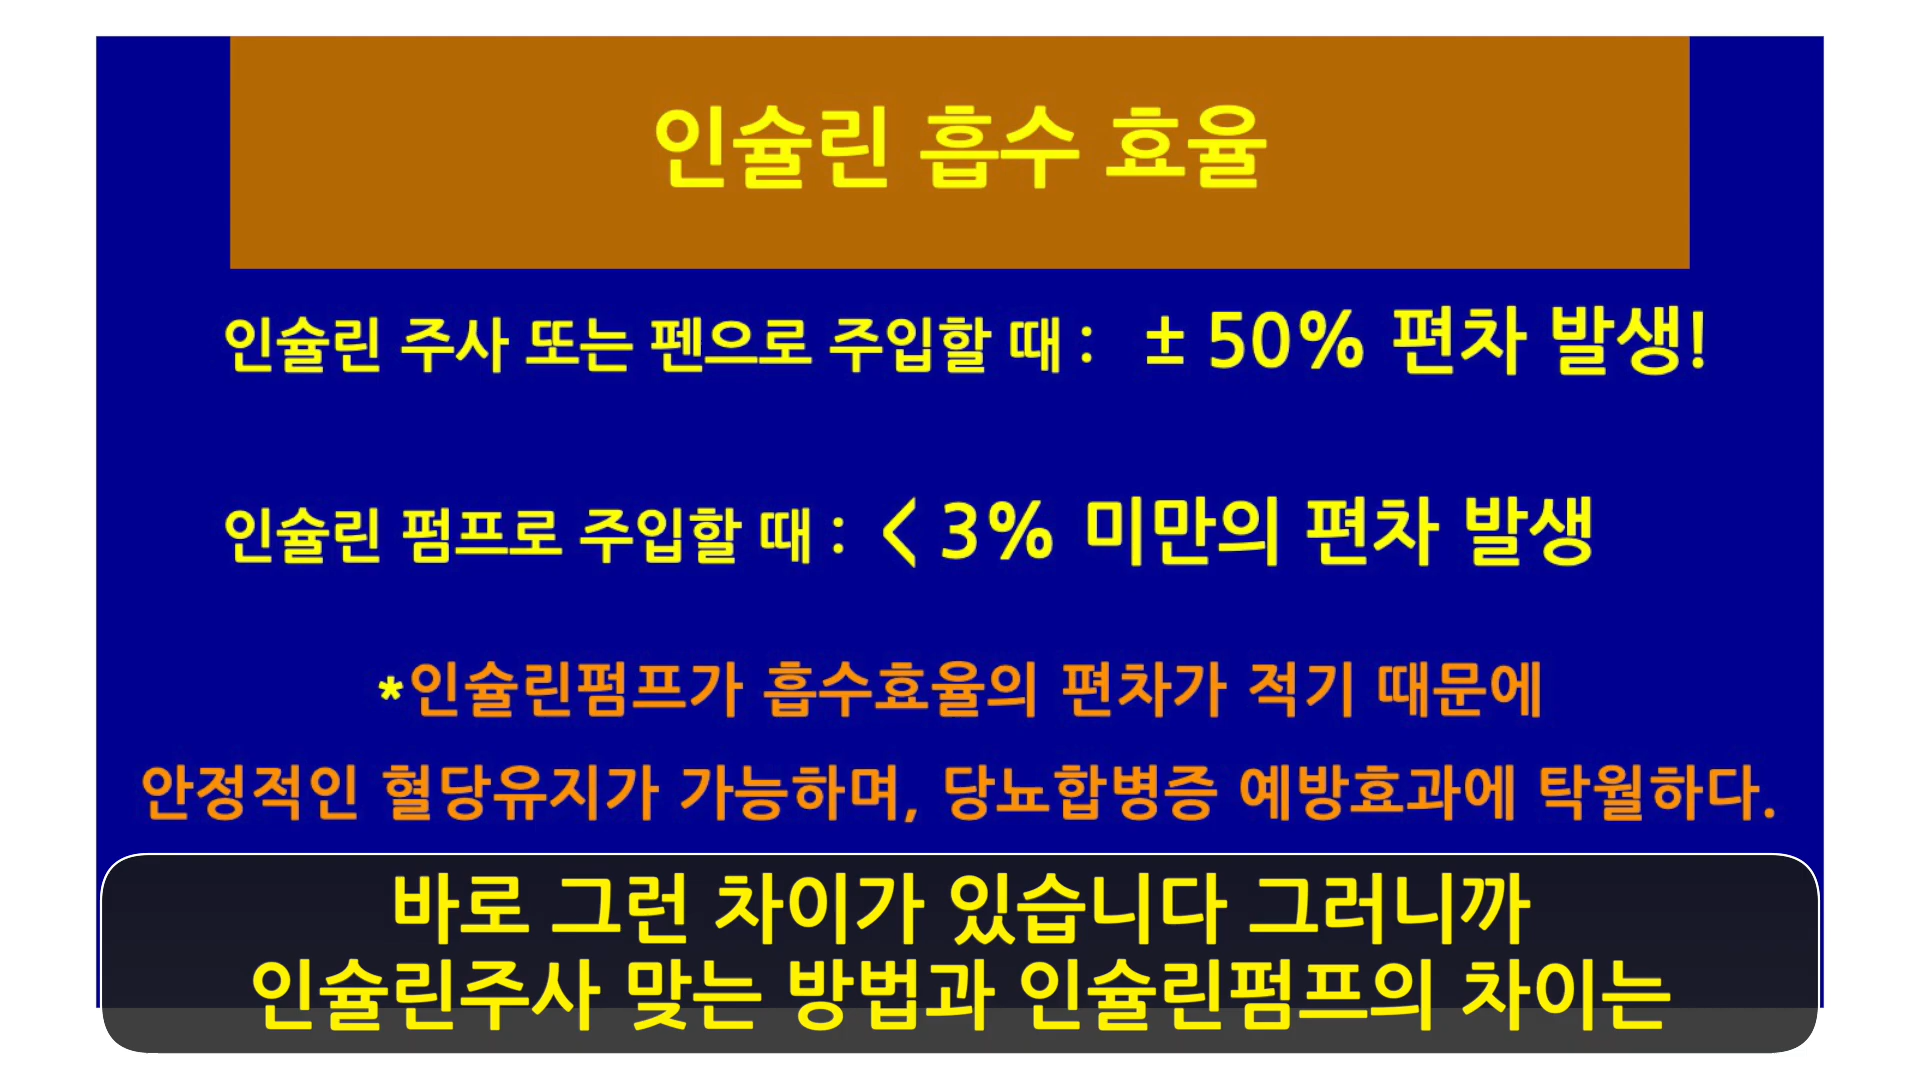 인슐린 흡수 효율
인슐린 주사 또는 펜으로 주입할 때 : ± 50% 편차 발생!
인슐린 펌프로 주입할 때 : < 3% 미만의 편차 발생
*인슐린펌프가 흡수효율의 편차가 적기 때문에
안정적인 혈당유지가 가능하며, 당뇨합병증 예방효과에 탁월하다.
바로 그런 차이가 있습니다 그러니까
인슐린주사 맞는 방법과 인슐린펌프의 차이는